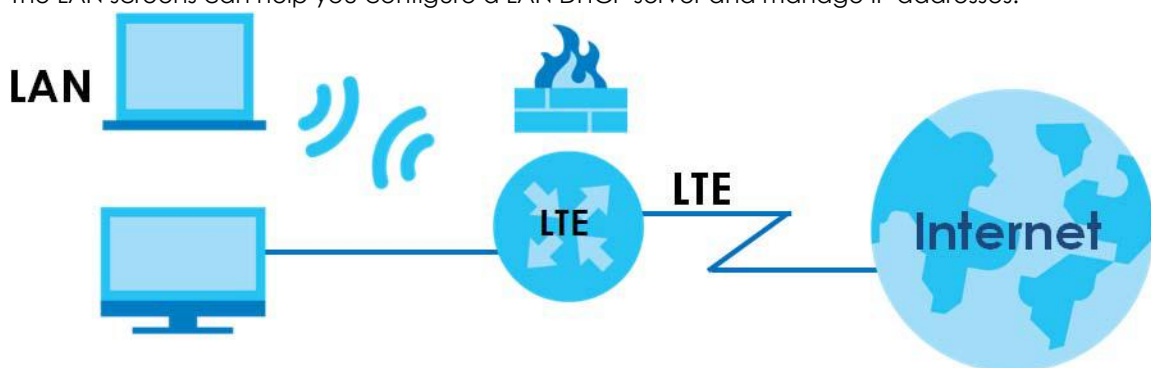 The LAN screens can help you configure a LAN DHCP server and manage IP addresses.
LAN
LTE
LTE
Internet